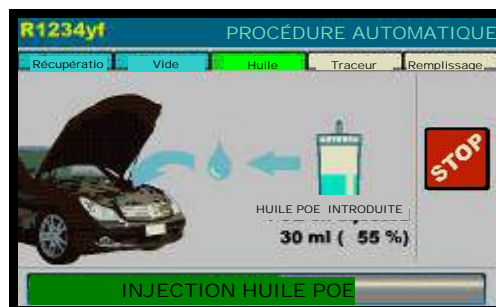 R1234yf PROCÉDURE AUTOMATIQUE
Récupératio Vide Huile Traceur Remplissage
STOP
HUILE POE INTRODUITE
30 ml ( 55 %)
INJECTION HUILE POE